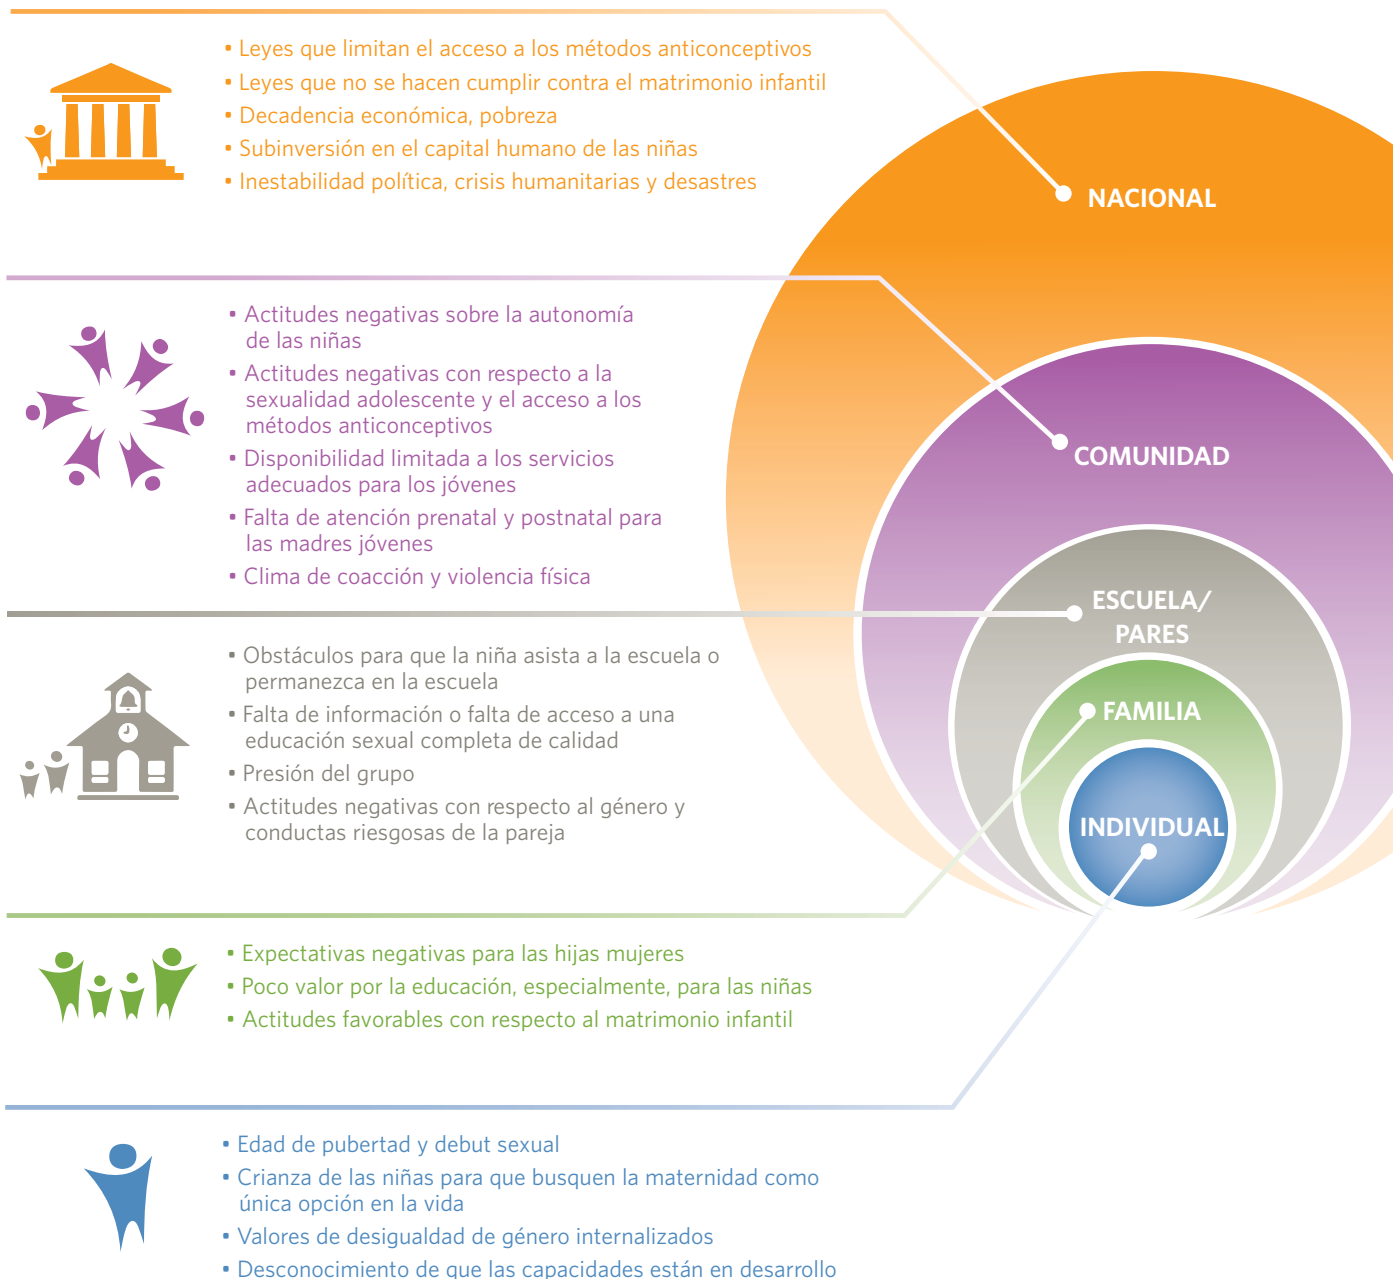 • Leyes que limitan el acceso a los métodos anticonceptivos
• Leyes que no se hacen cumplir contra el matrimonio infantil
• Decadencia económica, pobreza
• Subinversión en el capital humano de las niñas
• Inestabilidad política, crisis humanitarias y desastres
NACIONAL
• Actitudes negativas sobre la autonomía
de las niñas
• Actitudes negativas con respecto a la
sexualidad adolescente y el acceso a los
métodos anticonceptivos
• Disponibilidad limitada a los servicios
adecuados para los jóvenes
• Falta de atención prenatal y postnatal para
las madres jóvenes
• Clima de coacción y violencia física
COMUNIDAD
• Obstáculos para que la niña asista a la escuela o
permanezca en la escuela
• Falta de información o falta de acceso a una
educación sexual completa de calidad
• Presión del grupo
• Actitudes negativas con respecto al género y
conductas riesgosas de la pareja
ESCUELA/
PARES
• Expectativas negativas para las hijas mujeres
• Poco valor por la educación, especialmente, para las niñas
• Actitudes favorables con respecto al matrimonio infantil
FAMILIA
• Edad de pubertad y debut sexual
• Crianza de las niñas para que busquen la maternidad como
única opción en la vida
• Valores de desigualdad de género internalizados
• Desconocimiento de que las capacidades están en desarrollo
INDIVIDUAL